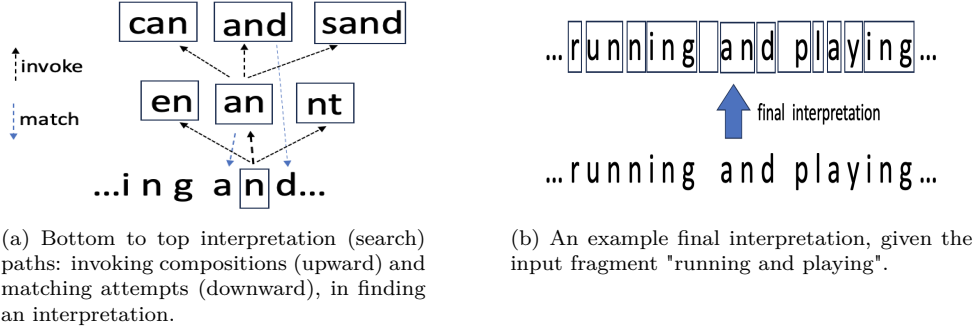 can and sand
invoke
en an nt
match
...i n g a n d...
(a) Bottom to top interpretation (search)
paths: invoking compositions (upward) and
matching attempts (downward), in finding
an interpretation.
...running and playing...
final interpretation
...running and playing...
(b) An example final interpretation, given the
input fragment "running and playing".